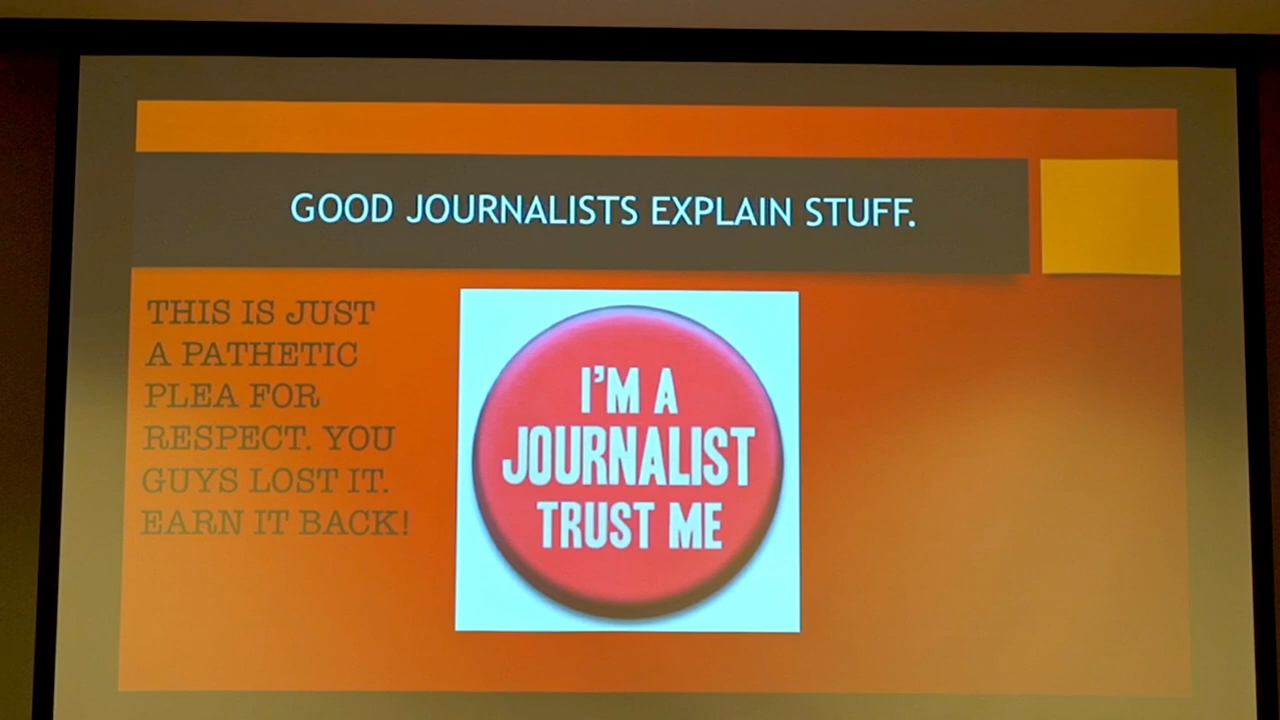 GOOD JOURNALISTS EXPLAIN STUFF.
THIS IS JUST
A PATHETIC
PLEA FOR
RESPECT. YOU
GUYS LOST IT.
EARN IT BACK!
I'M A
JOURNALIST
TRUST ME